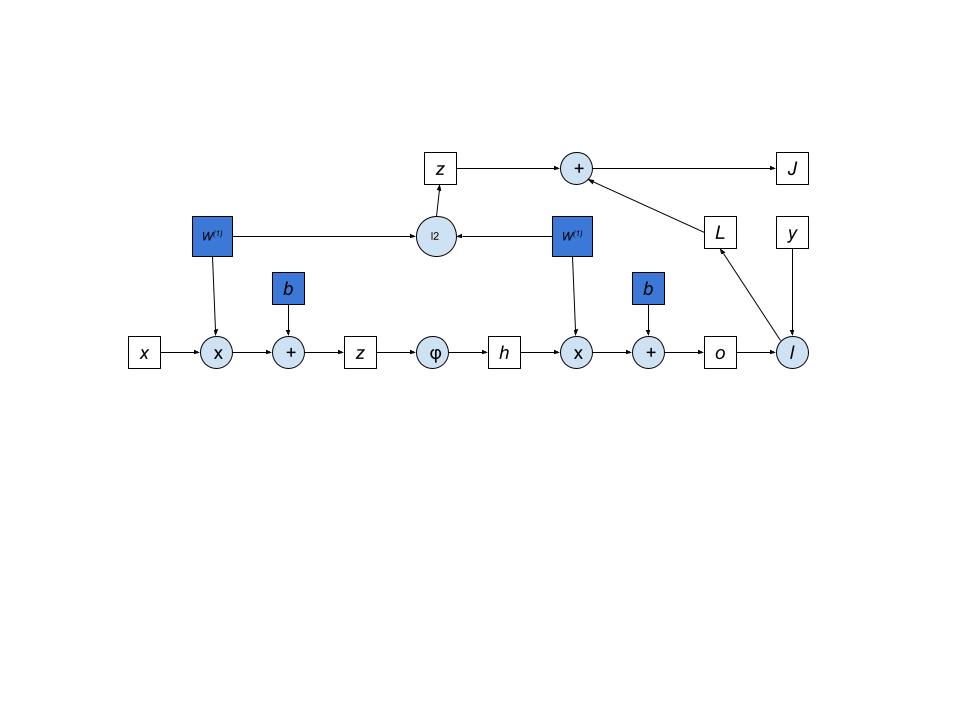 z + J
W⁽¹⁾ l2 W⁽¹⁾ L y
b b
x x + z φ h x + o l